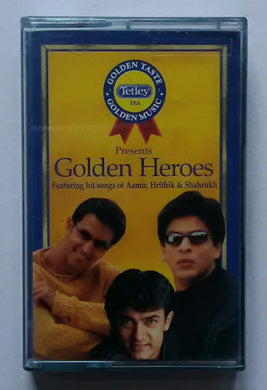 GOLDEN TASTE
Tetley
TEA
GOLDEN MUSIC
Presents
Golden Heroes
Featuring hit songs of Aamir, Hrithik & Shahrukh